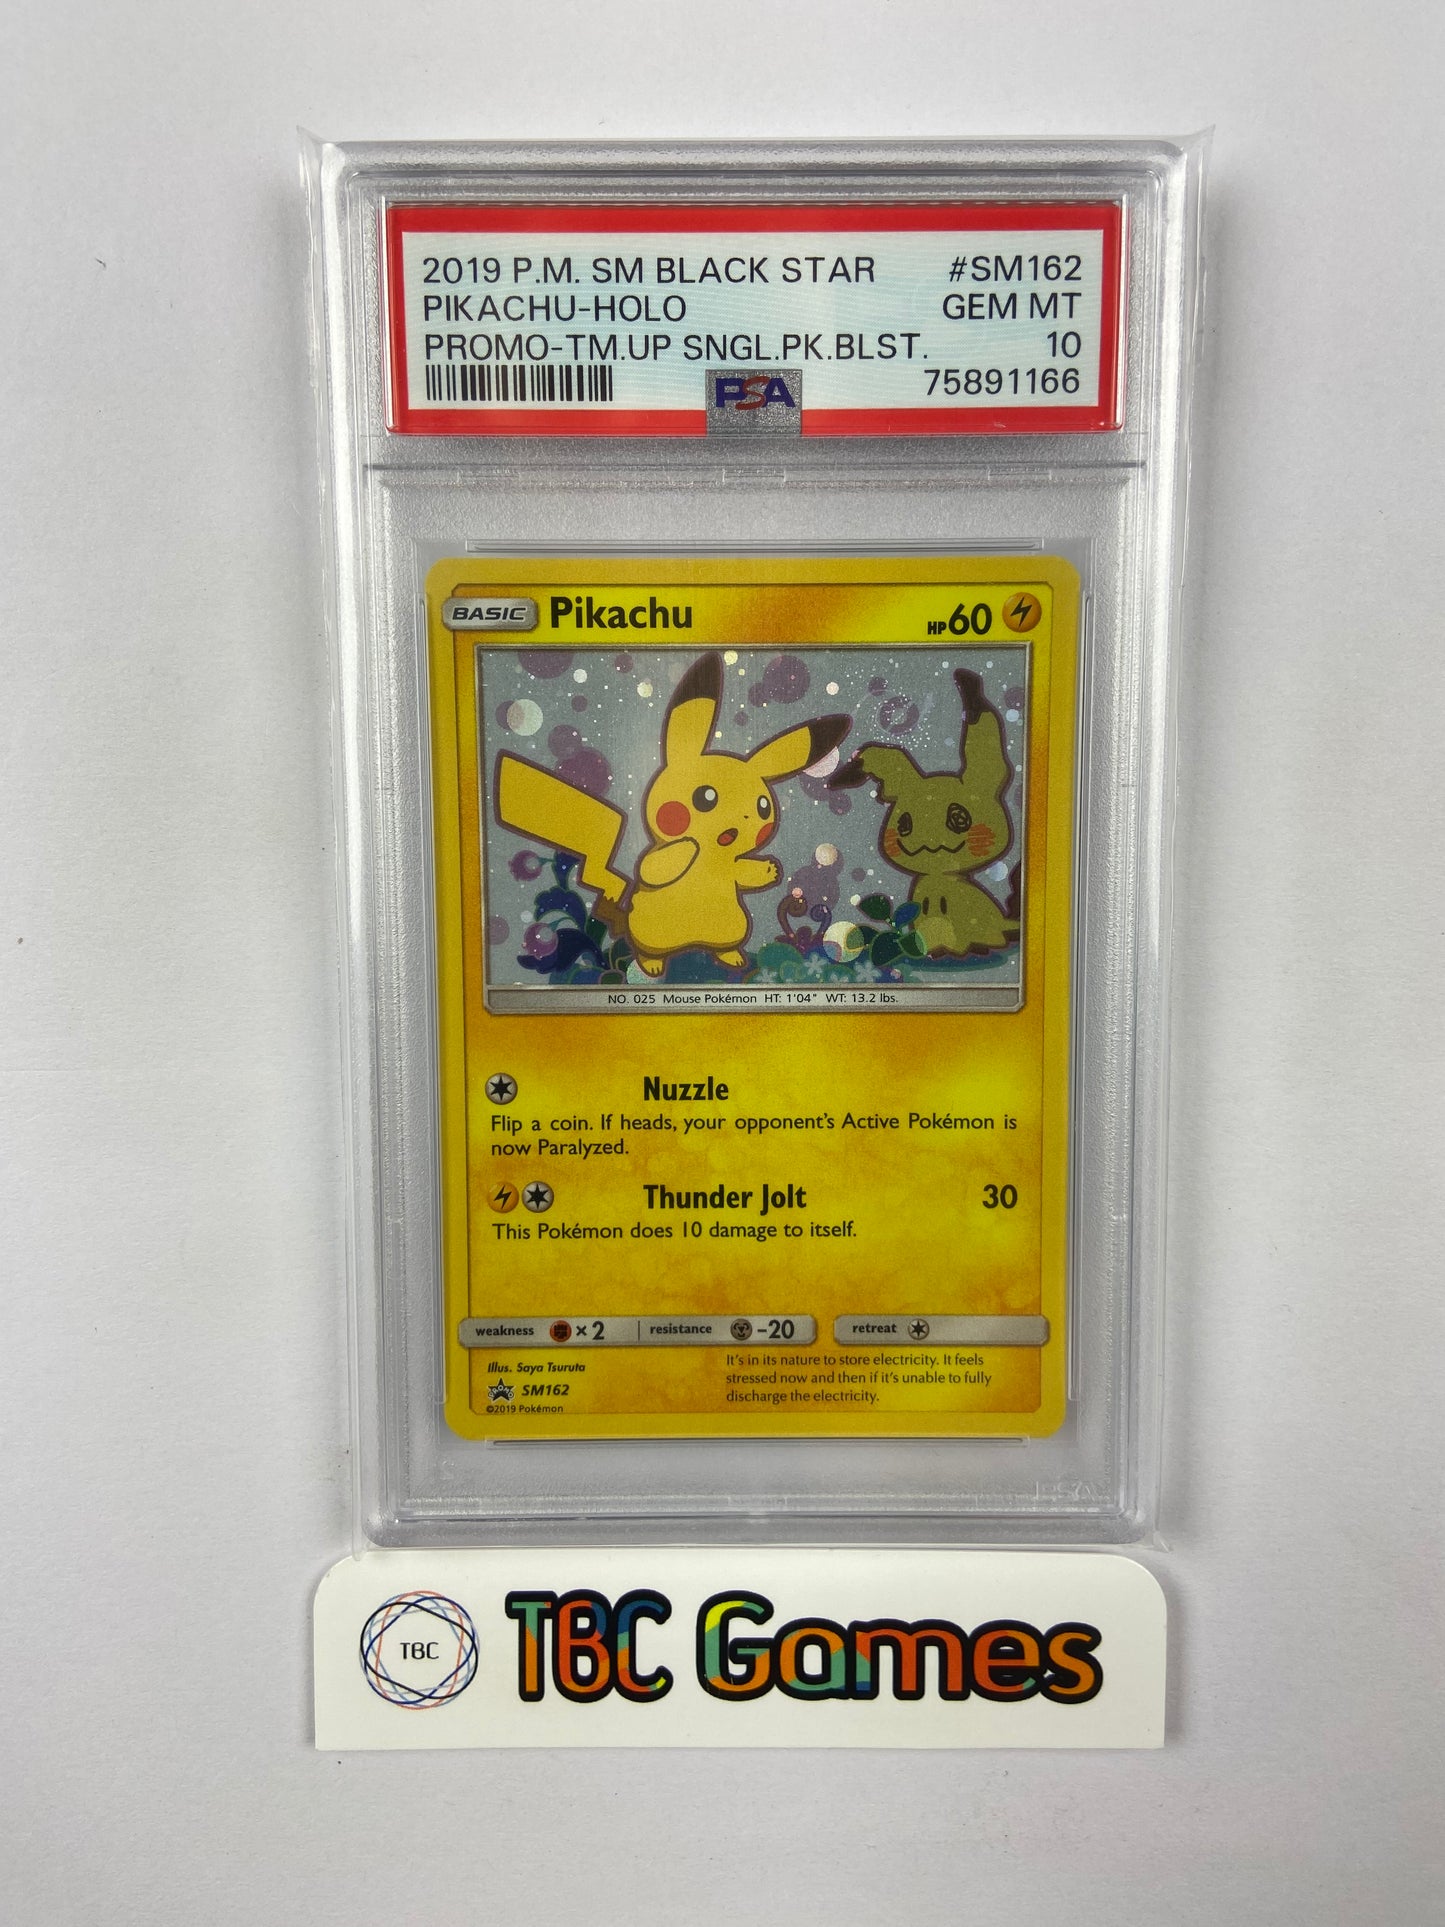 2019 P.M. SM BLACK STAR #SM162
PIKACHU-HOLO GEM MT
PROMO-TM.UP SNGL.PK.BLST. 10
75891166
PSA
BASIC Pikachu HP60
NO. 025 Mouse Pokémon HT: 1'04" WT: 13.2 lbs.
Nuzzle
Flip a coin. If heads, your opponent's Active Pokémon is
now Paralyzed.
Thunder Jolt 30
This Pokémon does 10 damage to itself.
weakness ×2 resistance -20 retreat
Illus. Saya Tsuruta
SM162
©2019 Pokémon
It's in its nature to store electricity. It feels
stressed now and then if it's unable to fully
discharge the electricity.
PSA
TBC
TBC Games